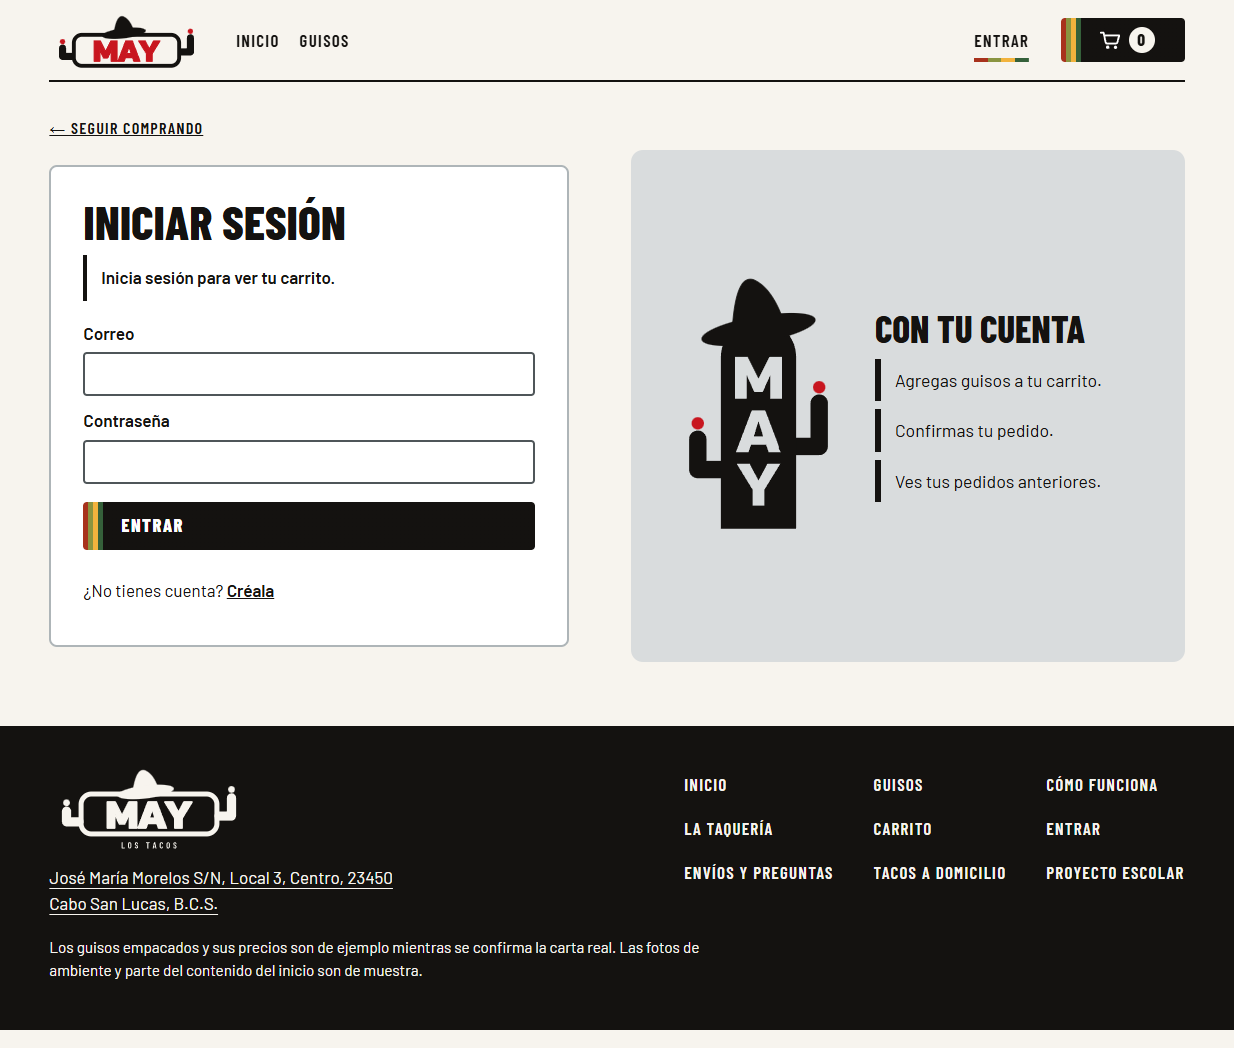 MAY
INICIO
GUISOS
ENTRAR
0
← SEGUIR COMPRANDO
INICIAR SESIÓN
Inicia sesión para ver tu carrito.
Correo
Contraseña
ENTRAR
¿No tienes cuenta? Créala
MAY
CON TU CUENTA
Agregas guisos a tu carrito.
Confirmas tu pedido.
Ves tus pedidos anteriores.
MAY
LOS TACOS
José María Morelos S/N, Local 3, Centro, 23450
Cabo San Lucas, B.C.S.
Los guisos empacados y sus precios son de ejemplo mientras se confirma la carta real. Las fotos de
ambiente y parte del contenido del inicio son de muestra.
INICIO
GUISOS
CÓMO FUNCIONA
LA TAQUERÍA
CARRITO
ENTRAR
ENVÍOS Y PREGUNTAS
TACOS A DOMICILIO
PROYECTO ESCOLAR